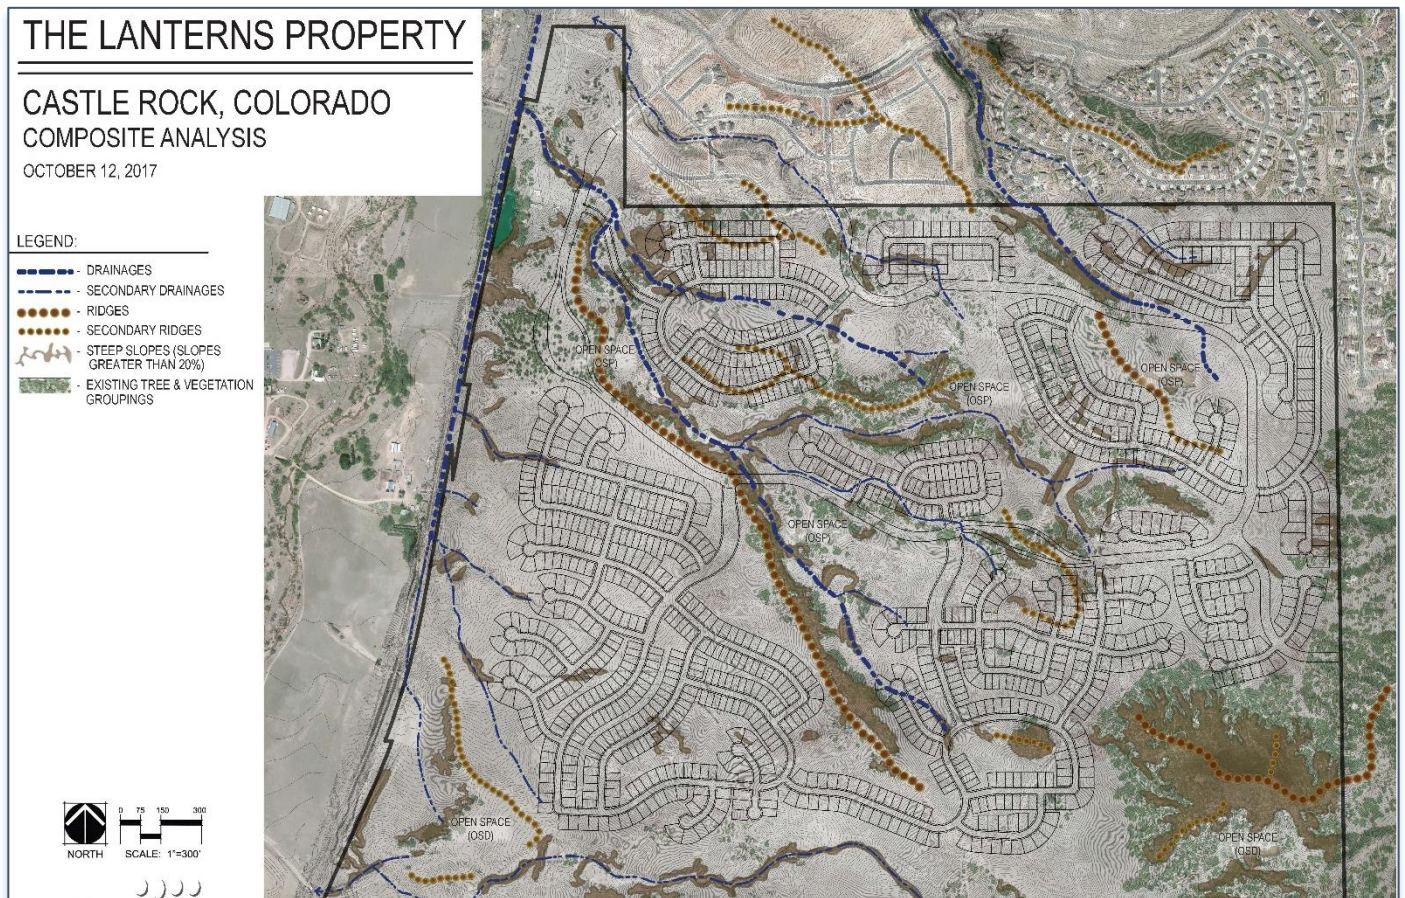 THE LANTERNS PROPERTY
CASTLE ROCK, COLORADO
COMPOSITE ANALYSIS
OCTOBER 12, 2017
LEGEND:
- DRAINAGES
- SECONDARY DRAINAGES
- RIDGES
- SECONDARY RIDGES
- STEEP SLOPES (SLOPES
GREATER THAN 20%)
- EXISTING TREE & VEGETATION
GROUPINGS
OPEN SPACE
(OSP)
OPEN SPACE
(OSP)
OPEN SPACE
(OSP)
OPEN SPACE
(OSP)
OPEN SPACE
(OSD)
OPEN SPACE
(OSD)
0 75 150 300
NORTH SCALE: 1"=300'